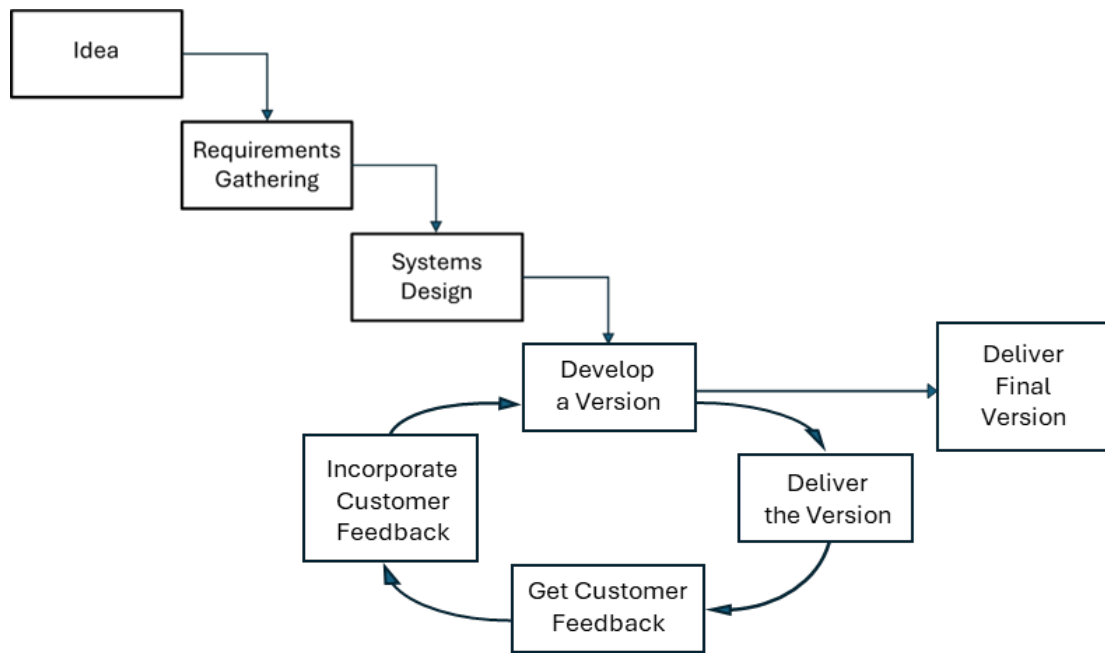 Idea
Requirements
Gathering
Systems
Design
Develop
a Version
Deliver
Final
Version
Deliver
the Version
Get Customer
Feedback
Incorporate
Customer
Feedback